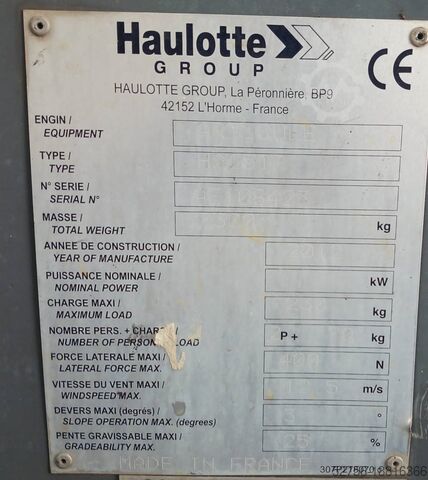 Haulotte
GROUP
CE
HAULOTTE GROUP, La Péronnière, BP9
42152 L'Horme - France
ENGIN /
EQUIPMENT
TYPE /
TYPE
N° SERIE /
SERIAL N°
MASSE /
TOTAL WEIGHT kg
ANNEE DE CONSTRUCTION /
YEAR OF MANUFACTURE
PUISSANCE NOMINALE /
NOMINAL POWER kW
CHARGE MAXI /
MAXIMUM LOAD kg
NOMBRE PERS. + CHARGE /
NUMBER OF PERSON LOAD P + kg
FORCE LATERALE MAXI /
LATERAL FORCE MAX. 400 N
VITESSE DU VENT MAXI /
WINDSPEED MAX. 12.5 m/s
DEVERS MAXI (degrés) /
SLOPE OPERATION MAX. (degrees) 3 °
PENTE GRAVISSABLE MAXI /
GRADEABILITY MAX. 25 %
MADE IN FRANCE